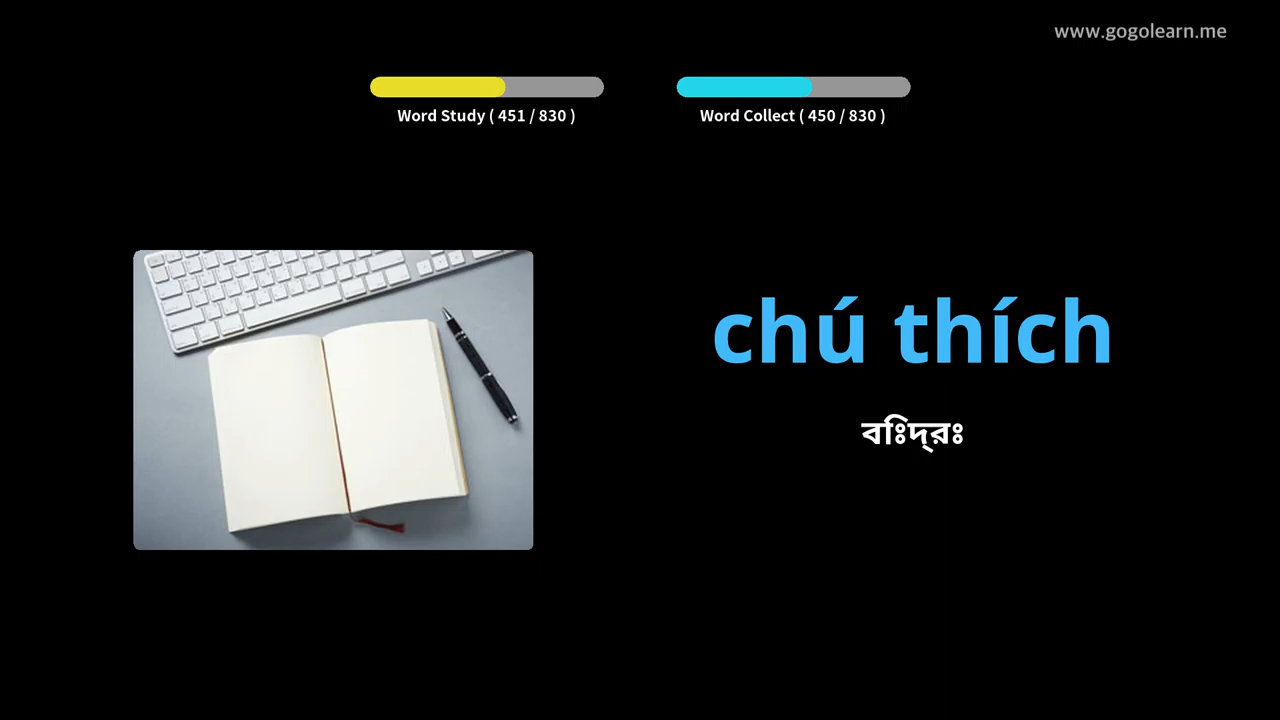 www.gogolearn.me
Word Study ( 451 / 830 )
Word Collect ( 450 / 830 )
chú thích
বিঃদ্রঃ